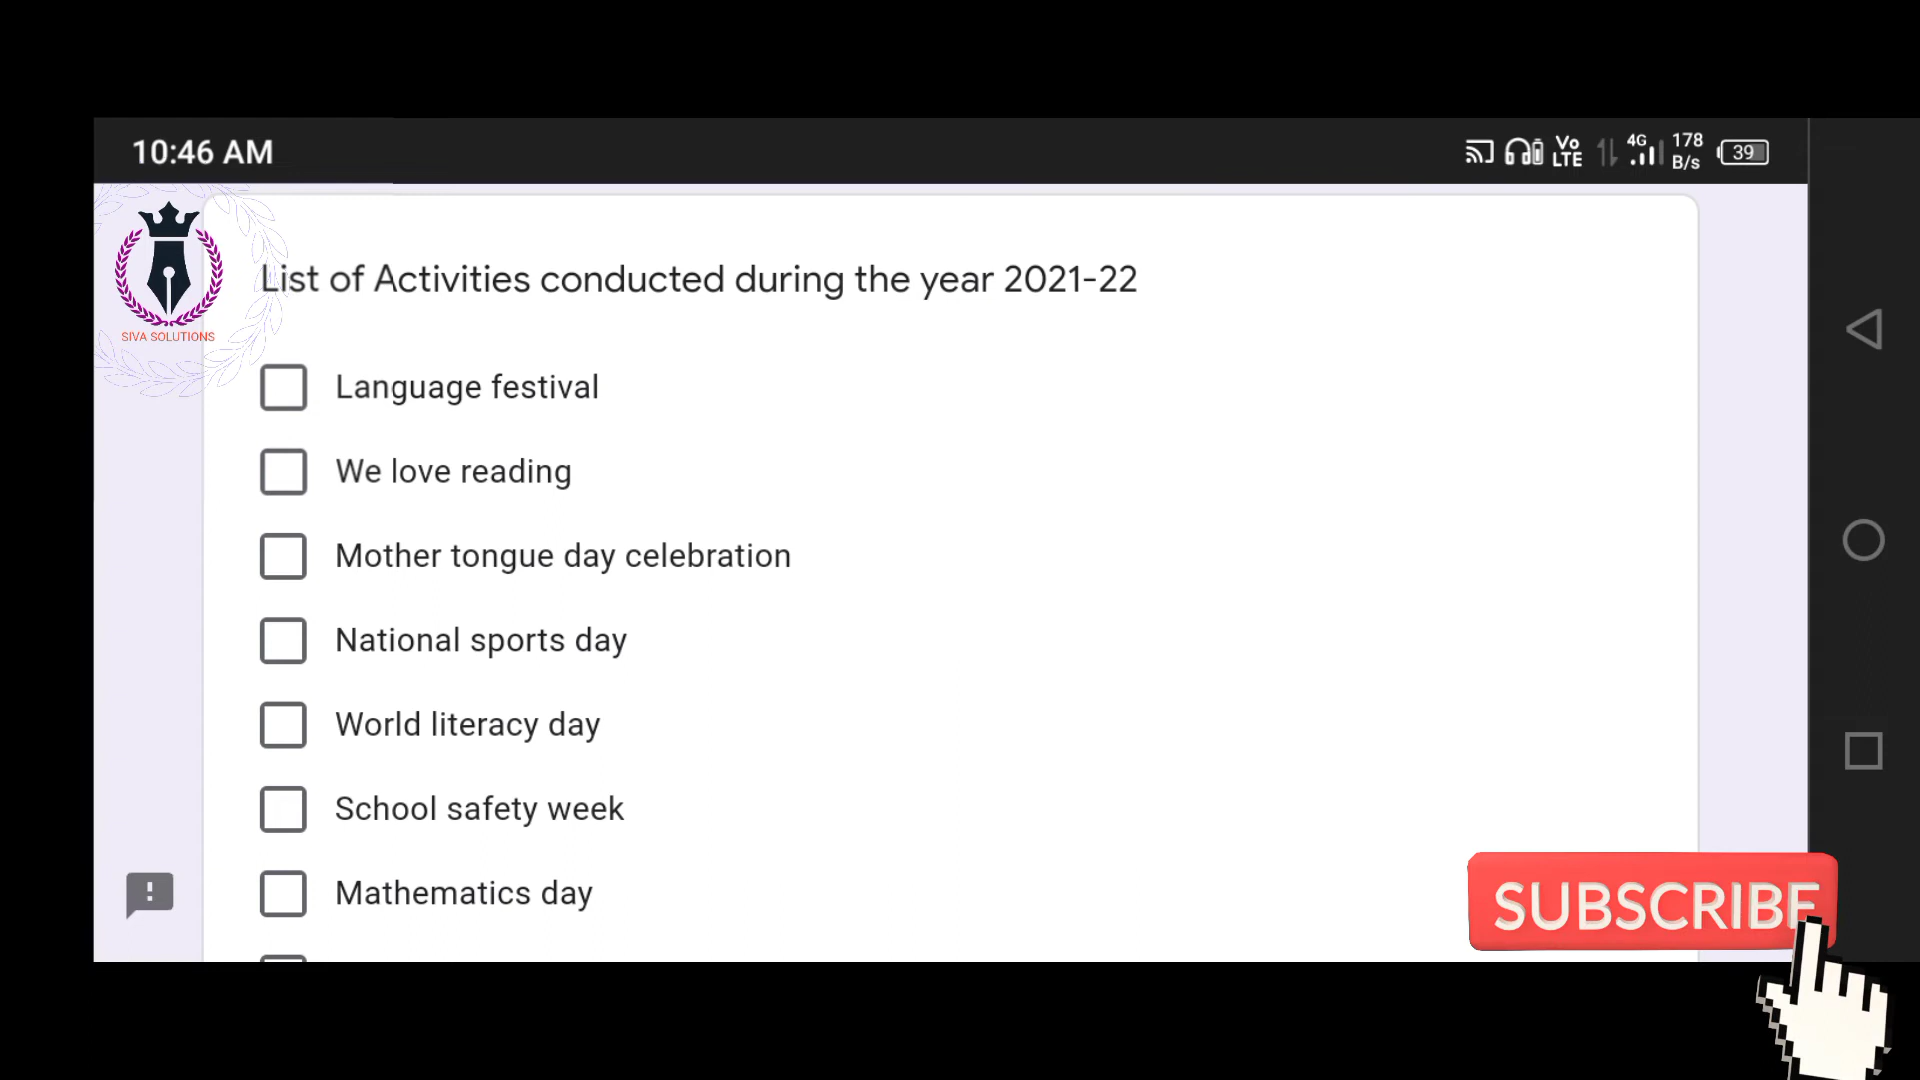 10:46 AM
Vo LTE 4G 178 B/s 39
SIVA SOLUTIONS
List of Activities conducted during the year 2021-22
Language festival
We love reading
Mother tongue day celebration
National sports day
World literacy day
School safety week
Mathematics day
SUBSCRIBE